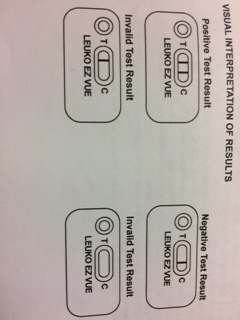 VISUAL INTERPRETATION OF RESULTS
Positive Test Result
Negative Test Result
T C
LEUKO EZ VUE
T C
LEUKO EZ VUE
Invalid Test Result
Invalid Test Result
T C
LEUKO EZ VUE
T C
LEUKO EZ VUE